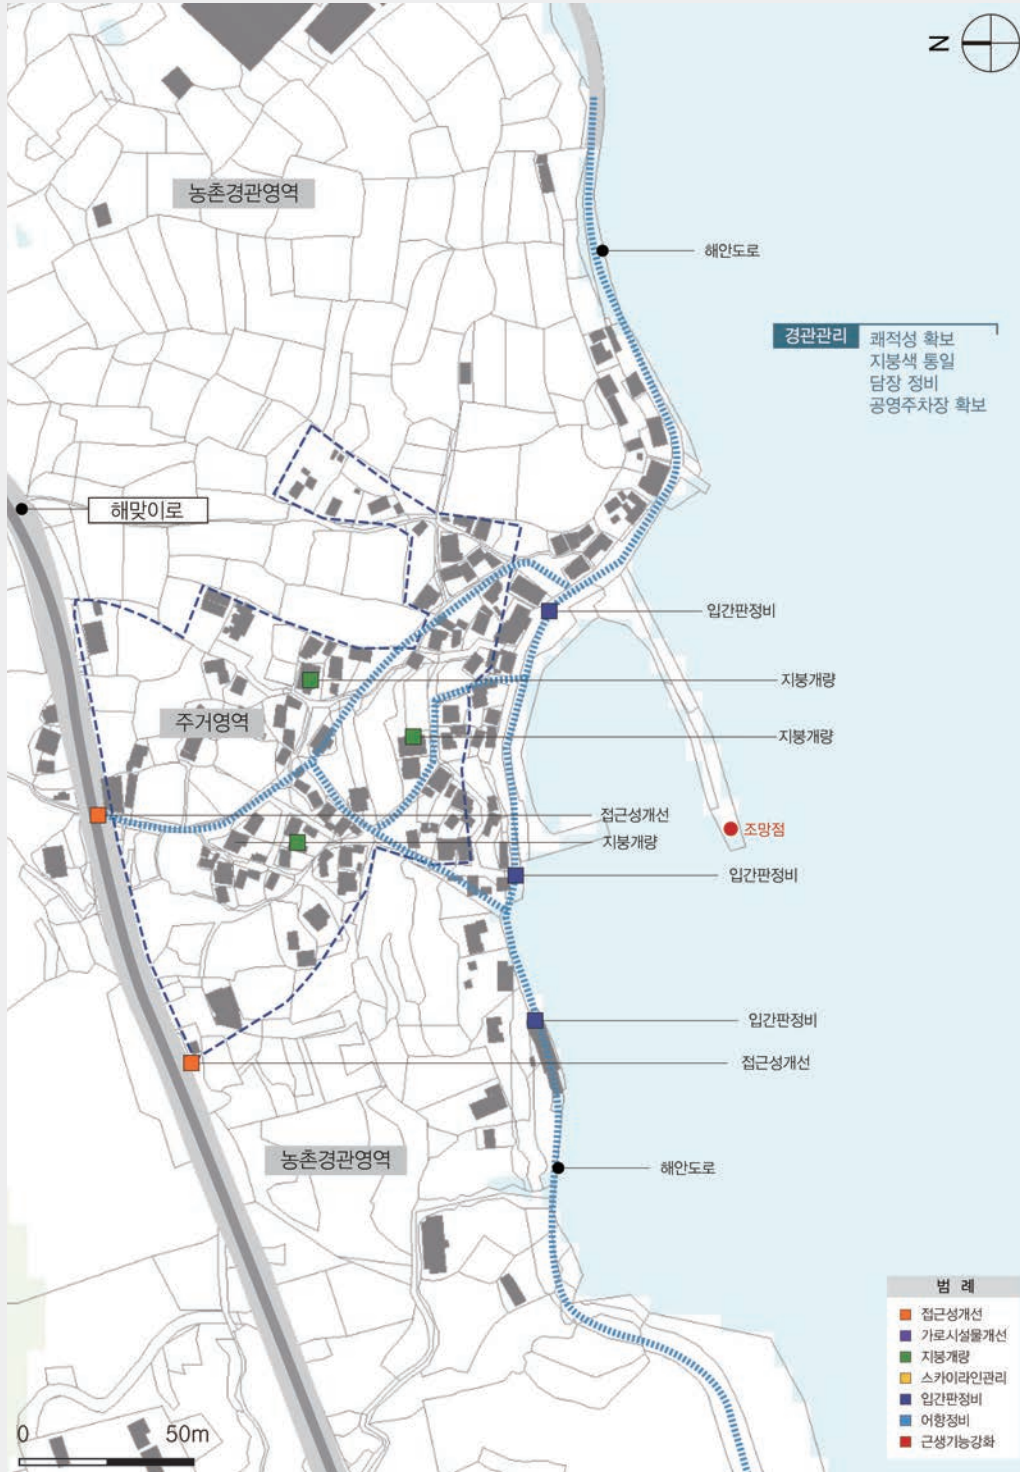 N
농촌경관영역
해안도로
경관관리
쾌적성 확보
지붕색 통일
담장 정비
공영주차장 확보
해맞이로
입간판정비
지붕개량
주거영역
지붕개량
접근성개선
조망점
지붕개량
입간판정비
입간판정비
접근성개선
농촌경관영역
해안도로
범 례
접근성개선
가로시설물개선
지붕개량
스카이라인관리
입간판정비
어항정비
근생기능강화
0 50m